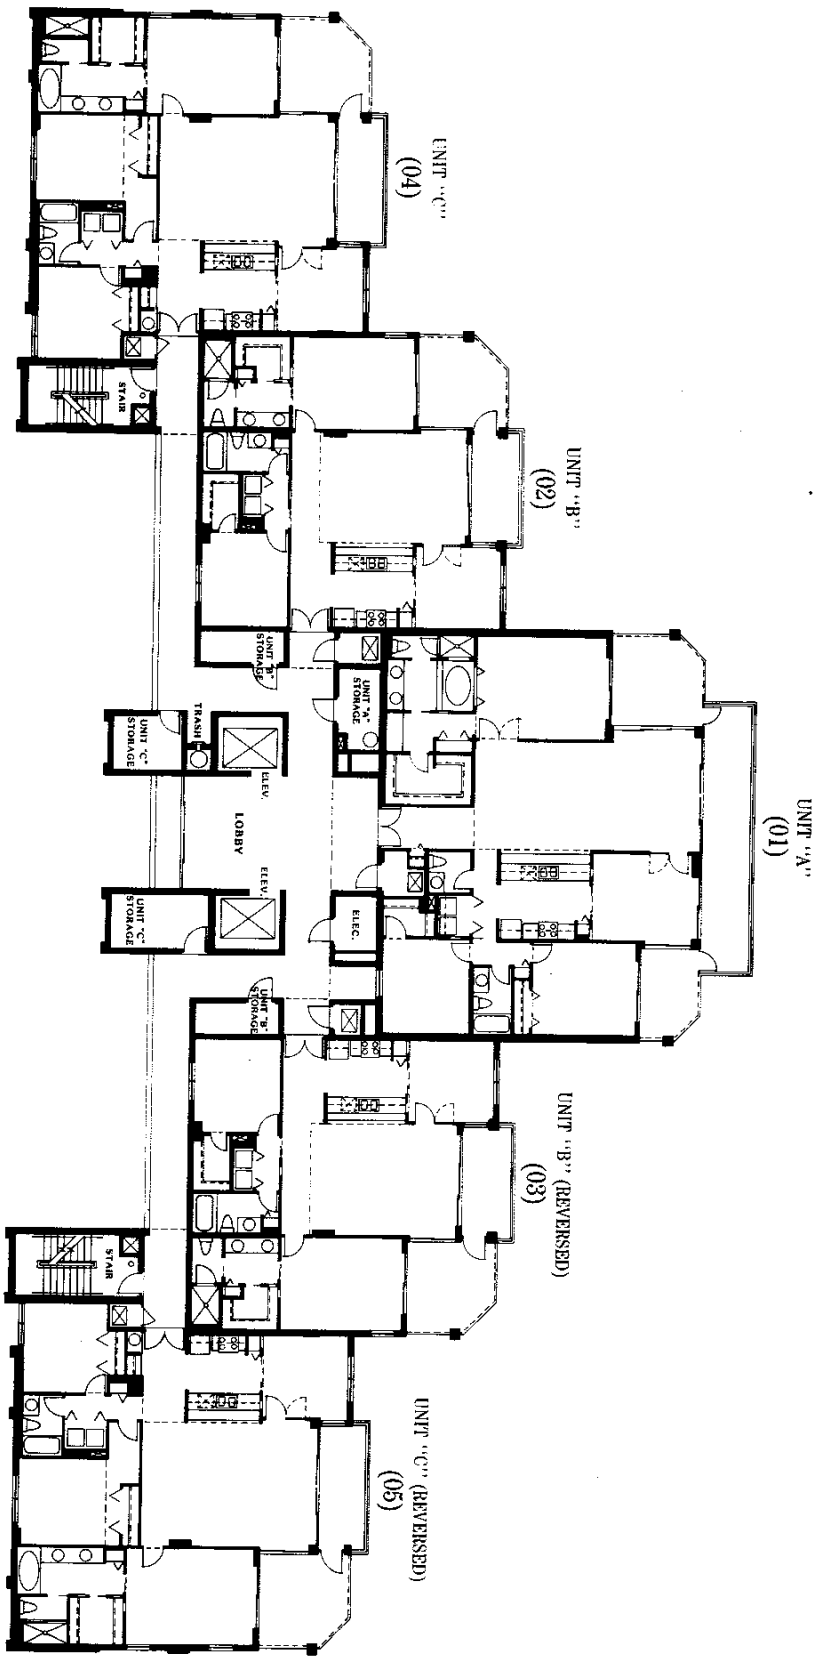 UNIT "C"
(04)
STAIR
UNIT "B"
(02)
UNIT "B"
STORAGE
UNIT "A"
STORAGE
TRASH
UNIT "C"
STORAGE
ELEV.
LOBBY
UNIT "A"
(01)
ELEV.
UNIT "C"
STORAGE
ELEC.
UNIT "B"
STORAGE
UNIT "B" (REVERSED)
(03)
STAIR
UNIT "C" (REVERSED)
(05)